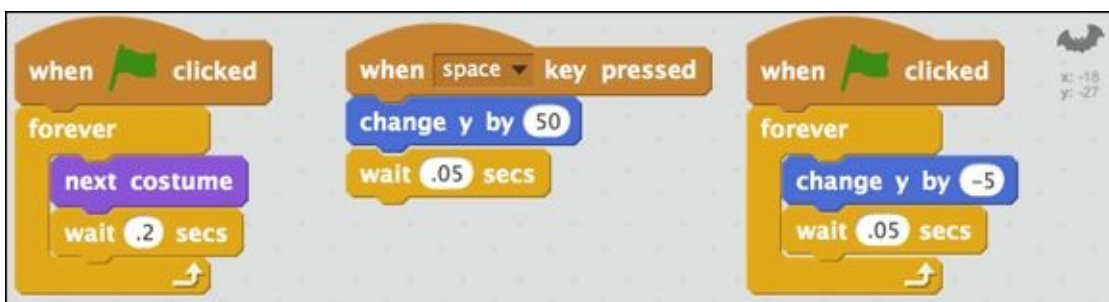 when clicked
forever
next costume
wait .2 secs
when space key pressed
change y by 50
wait .05 secs
when clicked
forever
change y by -5
wait .05 secs
x: -18
y: -27